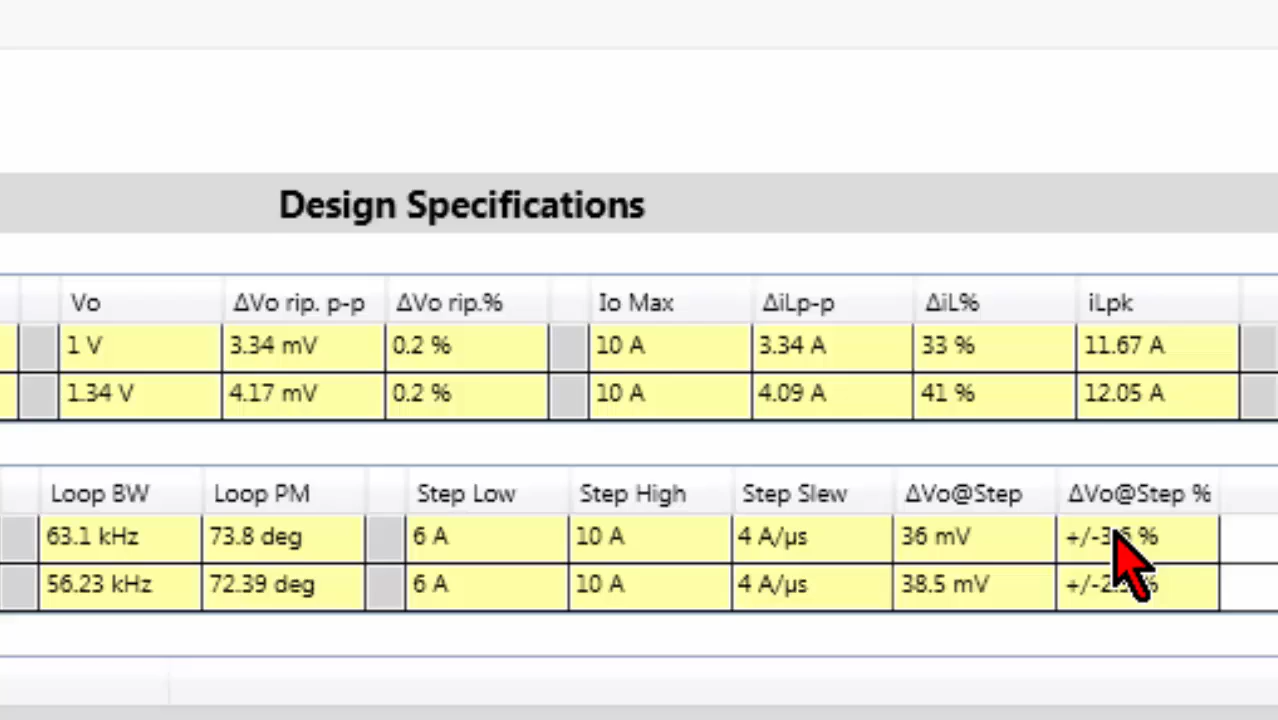 Design Specifications
Vo ΔVo rip. p-p ΔVo rip.% Io Max ΔiLp-p ΔiL% iLpk
1 V 3.34 mV 0.2 % 10 A 3.34 A 33 % 11.67 A
1.34 V 4.17 mV 0.2 % 10 A 4.09 A 41 % 12.05 A
Loop BW Loop PM Step Low Step High Step Slew ΔVo@Step ΔVo@Step %
63.1 kHz 73.8 deg 6 A 10 A 4 A/µs 36 mV %
56.23 kHz 72.39 deg 6 A 10 A 4 A/µs 38.5 mV